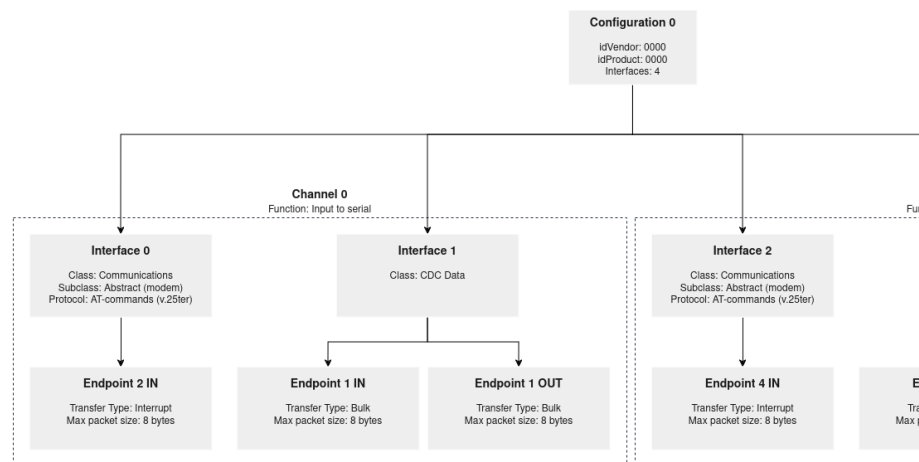 Configuration 0
idVendor: 0000
idProduct: 0000
Interfaces: 4
Channel 0
Function: Input to serial
Interface 0
Class: Communications
Subclass: Abstract (modem)
Protocol: AT-commands (v.25ter)
Interface 1
Class: CDC Data
Interface 2
Class: Communications
Subclass: Abstract (modem)
Protocol: AT-commands (v.25ter)
Endpoint 2 IN
Transfer Type: Interrupt
Max packet size: 8 bytes
Endpoint 1 IN
Transfer Type: Bulk
Max packet size: 8 bytes
Endpoint 1 OUT
Transfer Type: Bulk
Max packet size: 8 bytes
Endpoint 4 IN
Transfer Type: Interrupt
Max packet size: 8 bytes